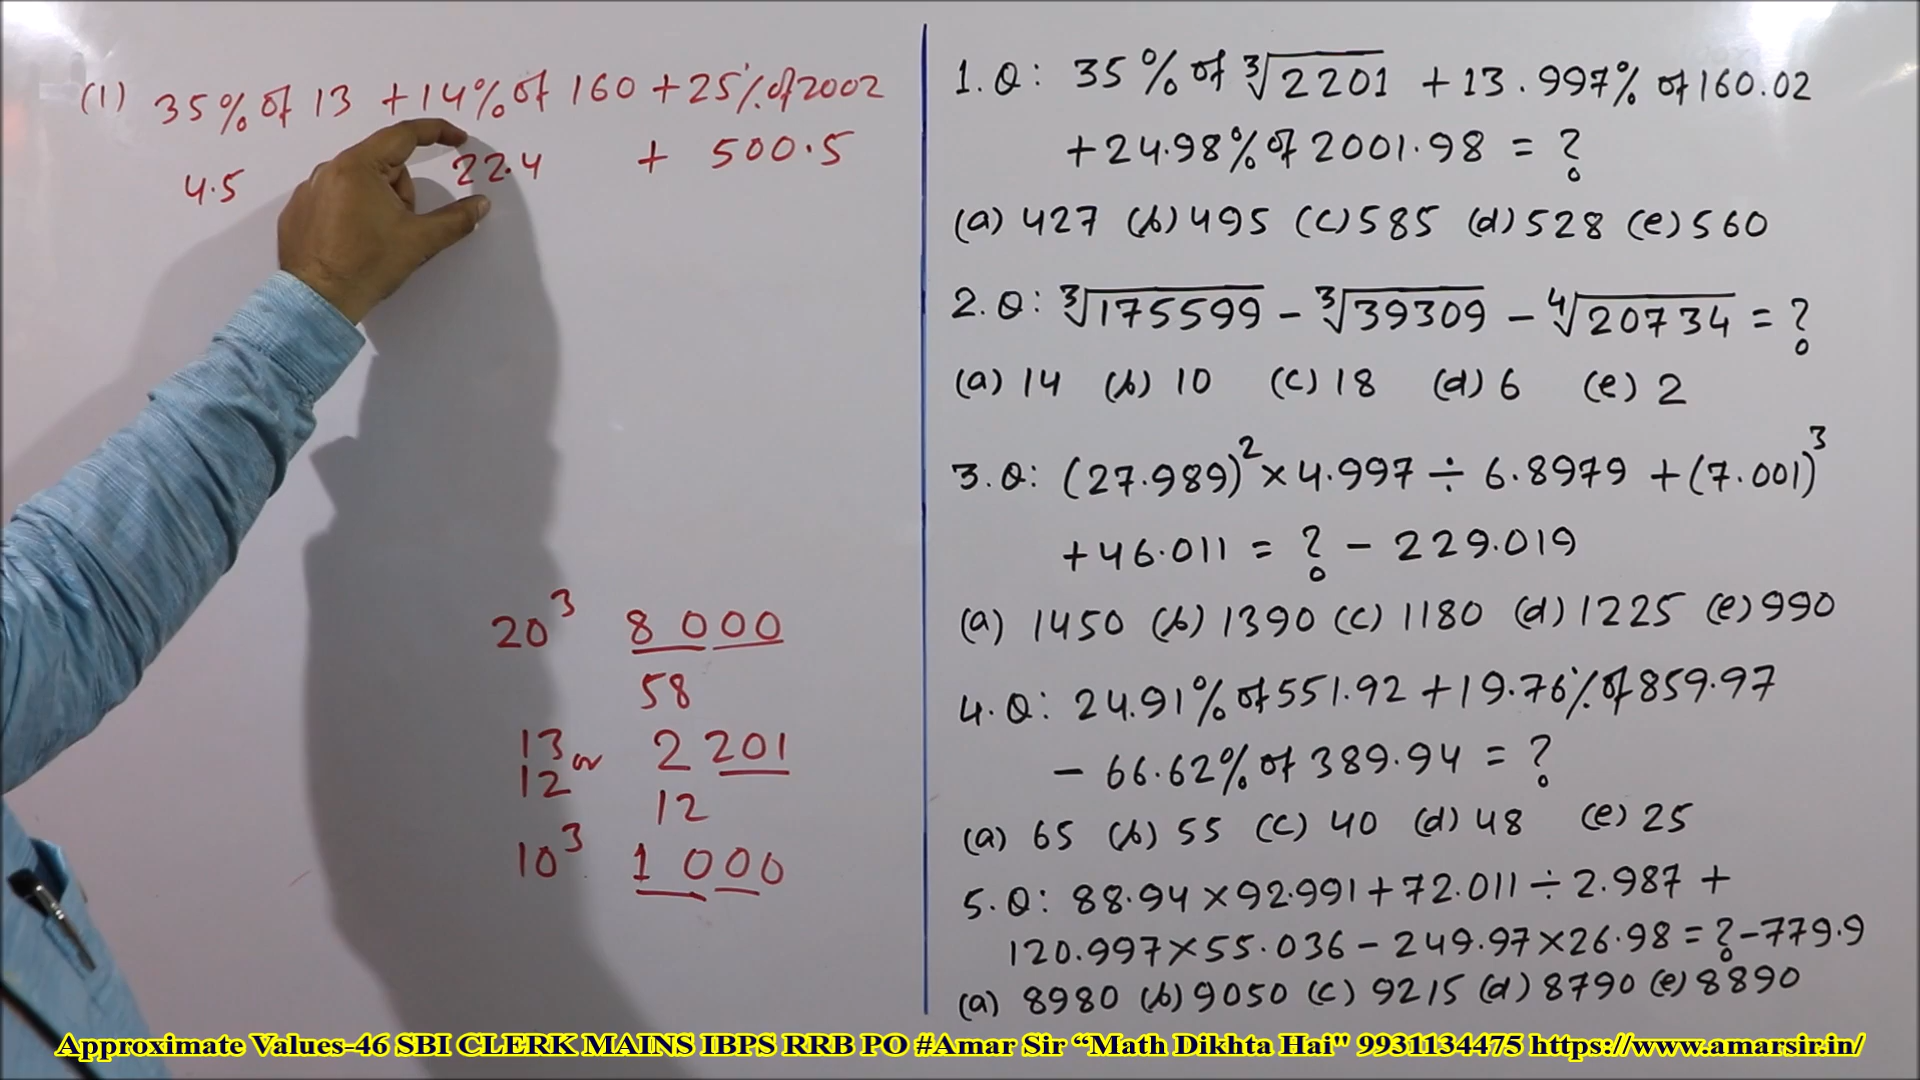 (1) 35% of 13 + 14% of 160 + 25% of 2002
4.5 22.4 + 500.5
20³ 8000
58
13 or 2201
12
12
10³ 1000
1. Q: 35% of ∛2201 + 13.997% of 160.02
+ 24.98% of 2001.98 = ?
(a) 427 (b) 495 (c) 585 (d) 528 (e) 560
2. Q: ∛175599 - ∛39309 - ∜20734 = ?
(a) 14 (b) 10 (c) 18 (d) 6 (e) 2
3. Q: (27.989)² × 4.997 ÷ 6.8979 + (7.001)³
+ 46.011 = ? - 229.019
(a) 1450 (b) 1390 (c) 1180 (d) 1225 (e) 990
4. Q: 24.91% of 551.92 + 19.76% of 859.97
- 66.62% of 389.94 = ?
(a) 65 (b) 55 (c) 40 (d) 48 (e) 25
5. Q: 88.94 × 92.991 + 72.011 ÷ 2.987 +
120.997 × 55.036 - 249.97 × 26.98 = ? - 779.9
(a) 8980 (b) 9050 (c) 9215 (d) 8790 (e) 8890
Approximate Values-46 SBI CLERK MAINS IBPS RRB PO #Amar Sir “Math Dikhta Hai" 9931134475 https://www.amarsir.in/